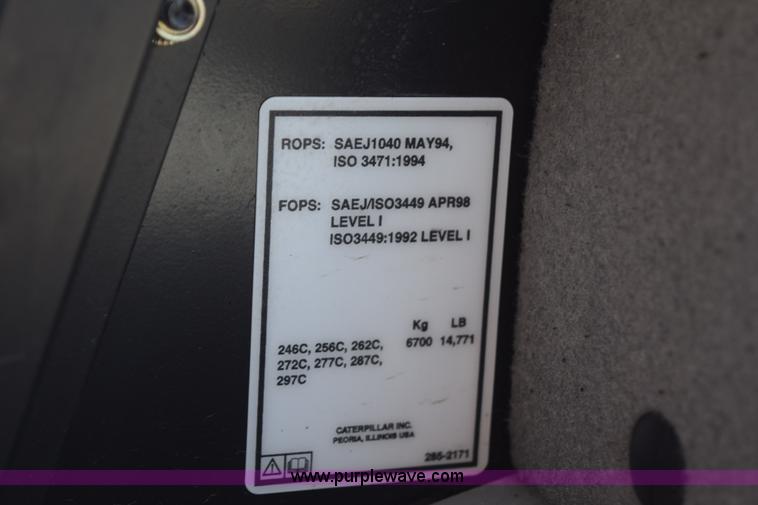 ROPS: SAEJ1040 MAY94,
ISO 3471:1994
FOPS: SAEJ/ISO3449 APR98
LEVEL I
ISO3449:1992 LEVEL I
Kg LB
246C, 256C, 262C, 6700 14,771
272C, 277C, 287C,
297C
CATERPILLAR INC.
PEORIA, ILLINOIS USA
285-2171
www.purplewave.com